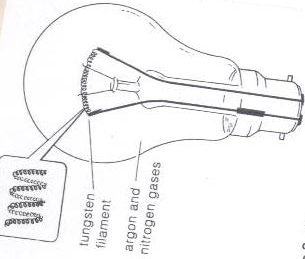 tungsten
filament
argon and
nitrogen gases